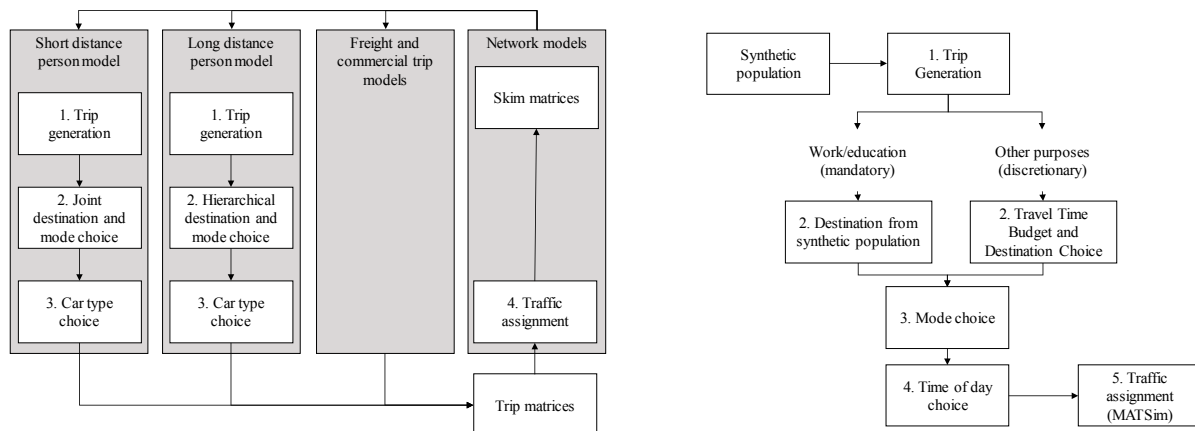 Short distance
person model
1. Trip
generation
2. Joint
destination and
mode choice
3. Car type
choice
Long distance
person model
1. Trip
generation
2. Hierarchical
destination and
mode choice
3. Car type
choice
Freight and
commercial trip
models
Network models
Skim matrices
4. Traffic
assignment
Trip matrices
Synthetic
population
1. Trip
Generation
Work/education
(mandatory)
Other purposes
(discretionary)
2. Destination from
synthetic population
2. Travel Time
Budget and
Destination Choice
3. Mode choice
4. Time of day
choice
5. Traffic
assignment
(MATSim)